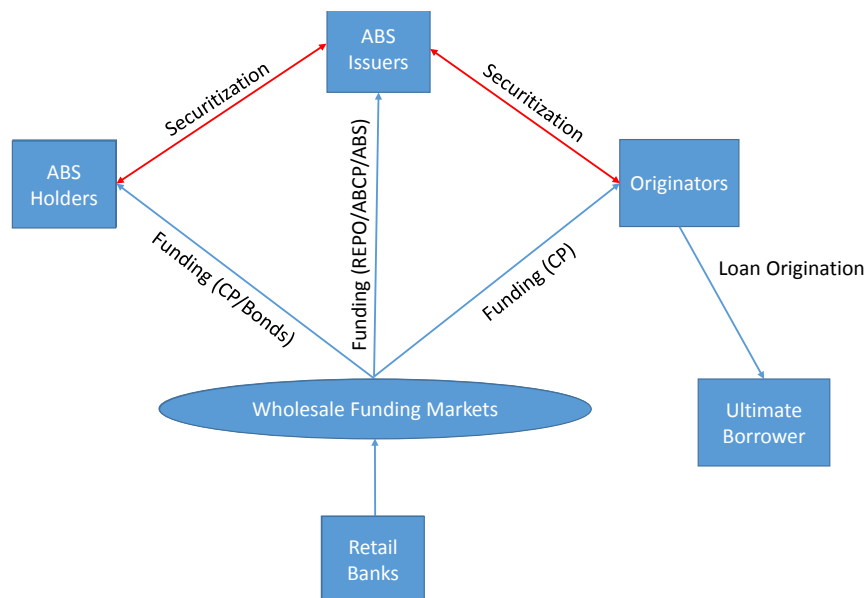 ABS
Issuers
Securitization
Securitization
ABS
Holders
Originators
Funding (CP/Bonds)
Funding (REPO/ABCP/ABS)
Funding (CP)
Loan Origination
Wholesale Funding Markets
Ultimate
Borrower
Retail
Banks